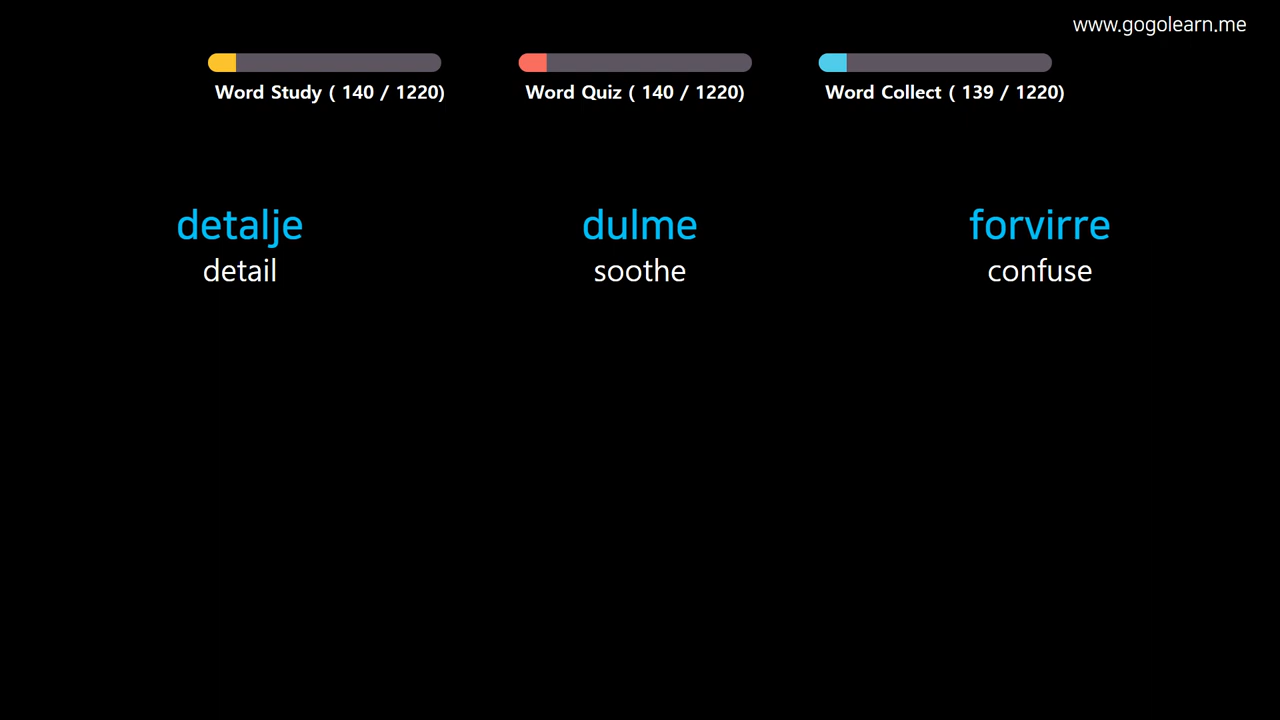 www.gogolearn.me
Word Study ( 140 / 1220)
Word Quiz ( 140 / 1220)
Word Collect ( 139 / 1220)
detalje
detail
dulme
soothe
forvirre
confuse